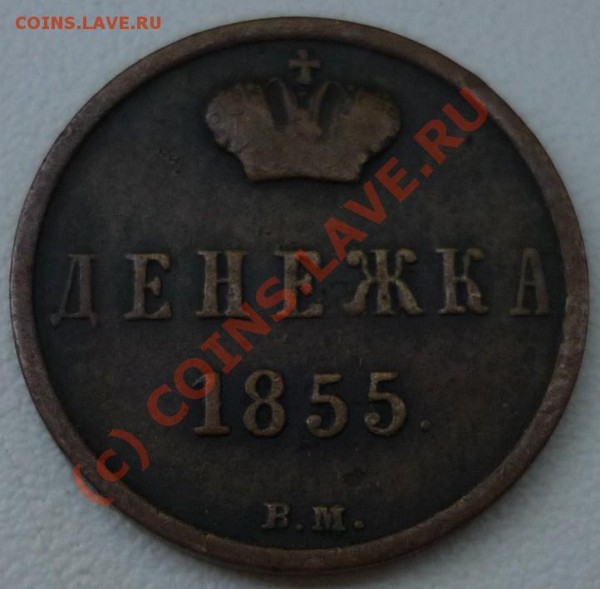 COINS.LAVE.RU
ДЕНЕЖКА
1855.
В.М.
(c) COINS.LAVE.RU